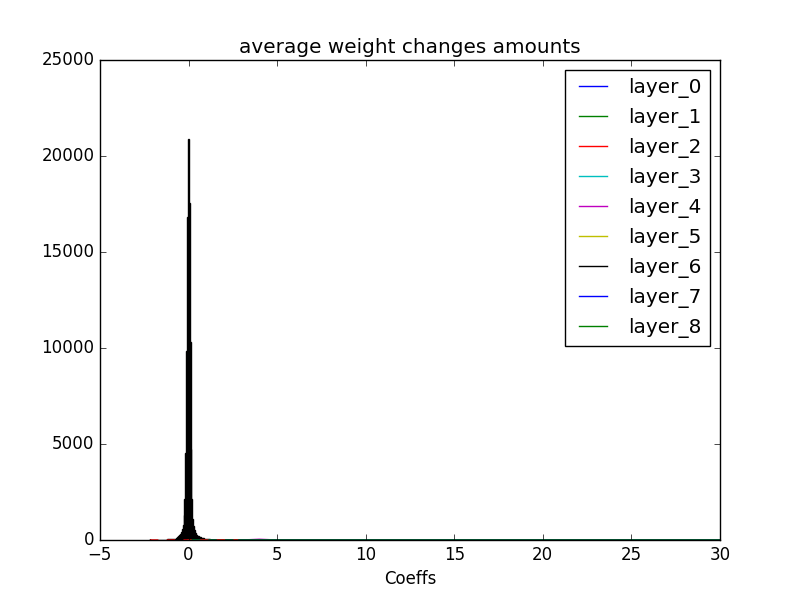 average weight changes amounts
25000
20000
15000
10000
5000
0
−5
0
5
10
15
20
25
30
Coeffs
layer_0
layer_1
layer_2
layer_3
layer_4
layer_5
layer_6
layer_7
layer_8